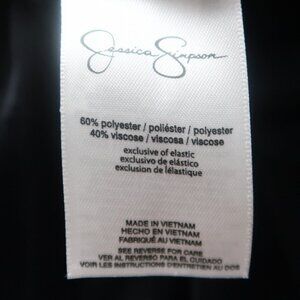 Jessica Simpson
60% polyester / poliéster / polyester
40% viscose / viscosa / viscose
exclusive of elastic
exclusivo de elástico
exclusion de lélastique
MADE IN VIETNAM
HECHO EN VIETNAM
FABRIQUÉ AU VIETNAM
SEE REVERSE FOR CARE
VER AL REVERSO PARA EL CUIDADO
VOIR LES INSTRUCTIONS D'ENTRETIEN AU DOS